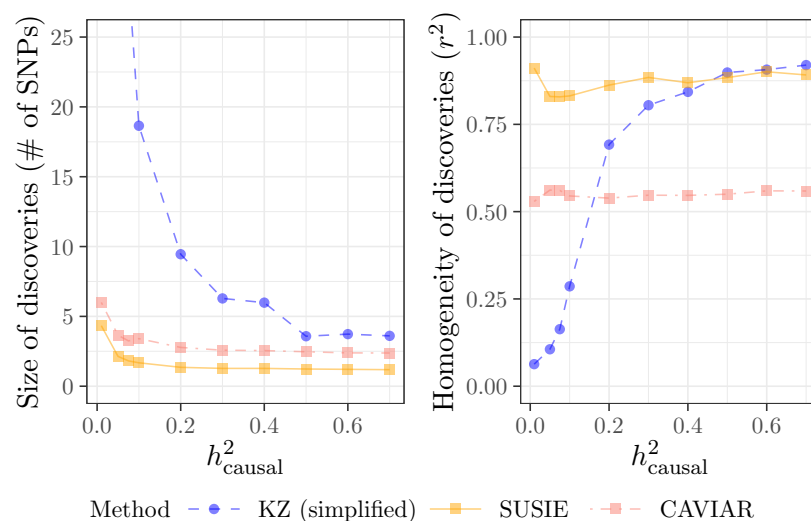 Size of discoveries (# of SNPs)
25
20
15
10
5
0
0.0 0.2 0.4 0.6
h²causal
Homogeneity of discoveries (r²)
1.00
0.75
0.50
0.25
0.00
0.0 0.2 0.4 0.6
h²causal
Method KZ (simplified) SUSIE CAVIAR